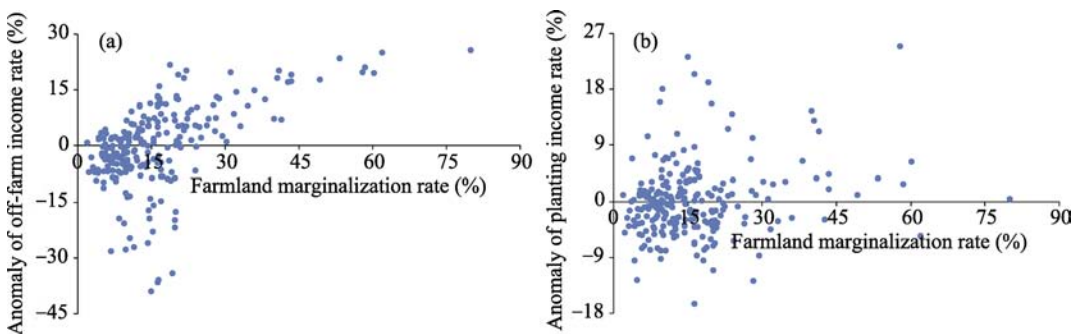 (a)
Anomaly of off-farm income rate (%)
30
15
0
−15
−30
−45
0 15 30 45 60 75 90
Farmland marginalization rate (%)
(b)
Anomaly of planting income rate (%)
27
18
9
0
−9
−18
0 15 30 45 60 75 90
Farmland marginalization rate (%)